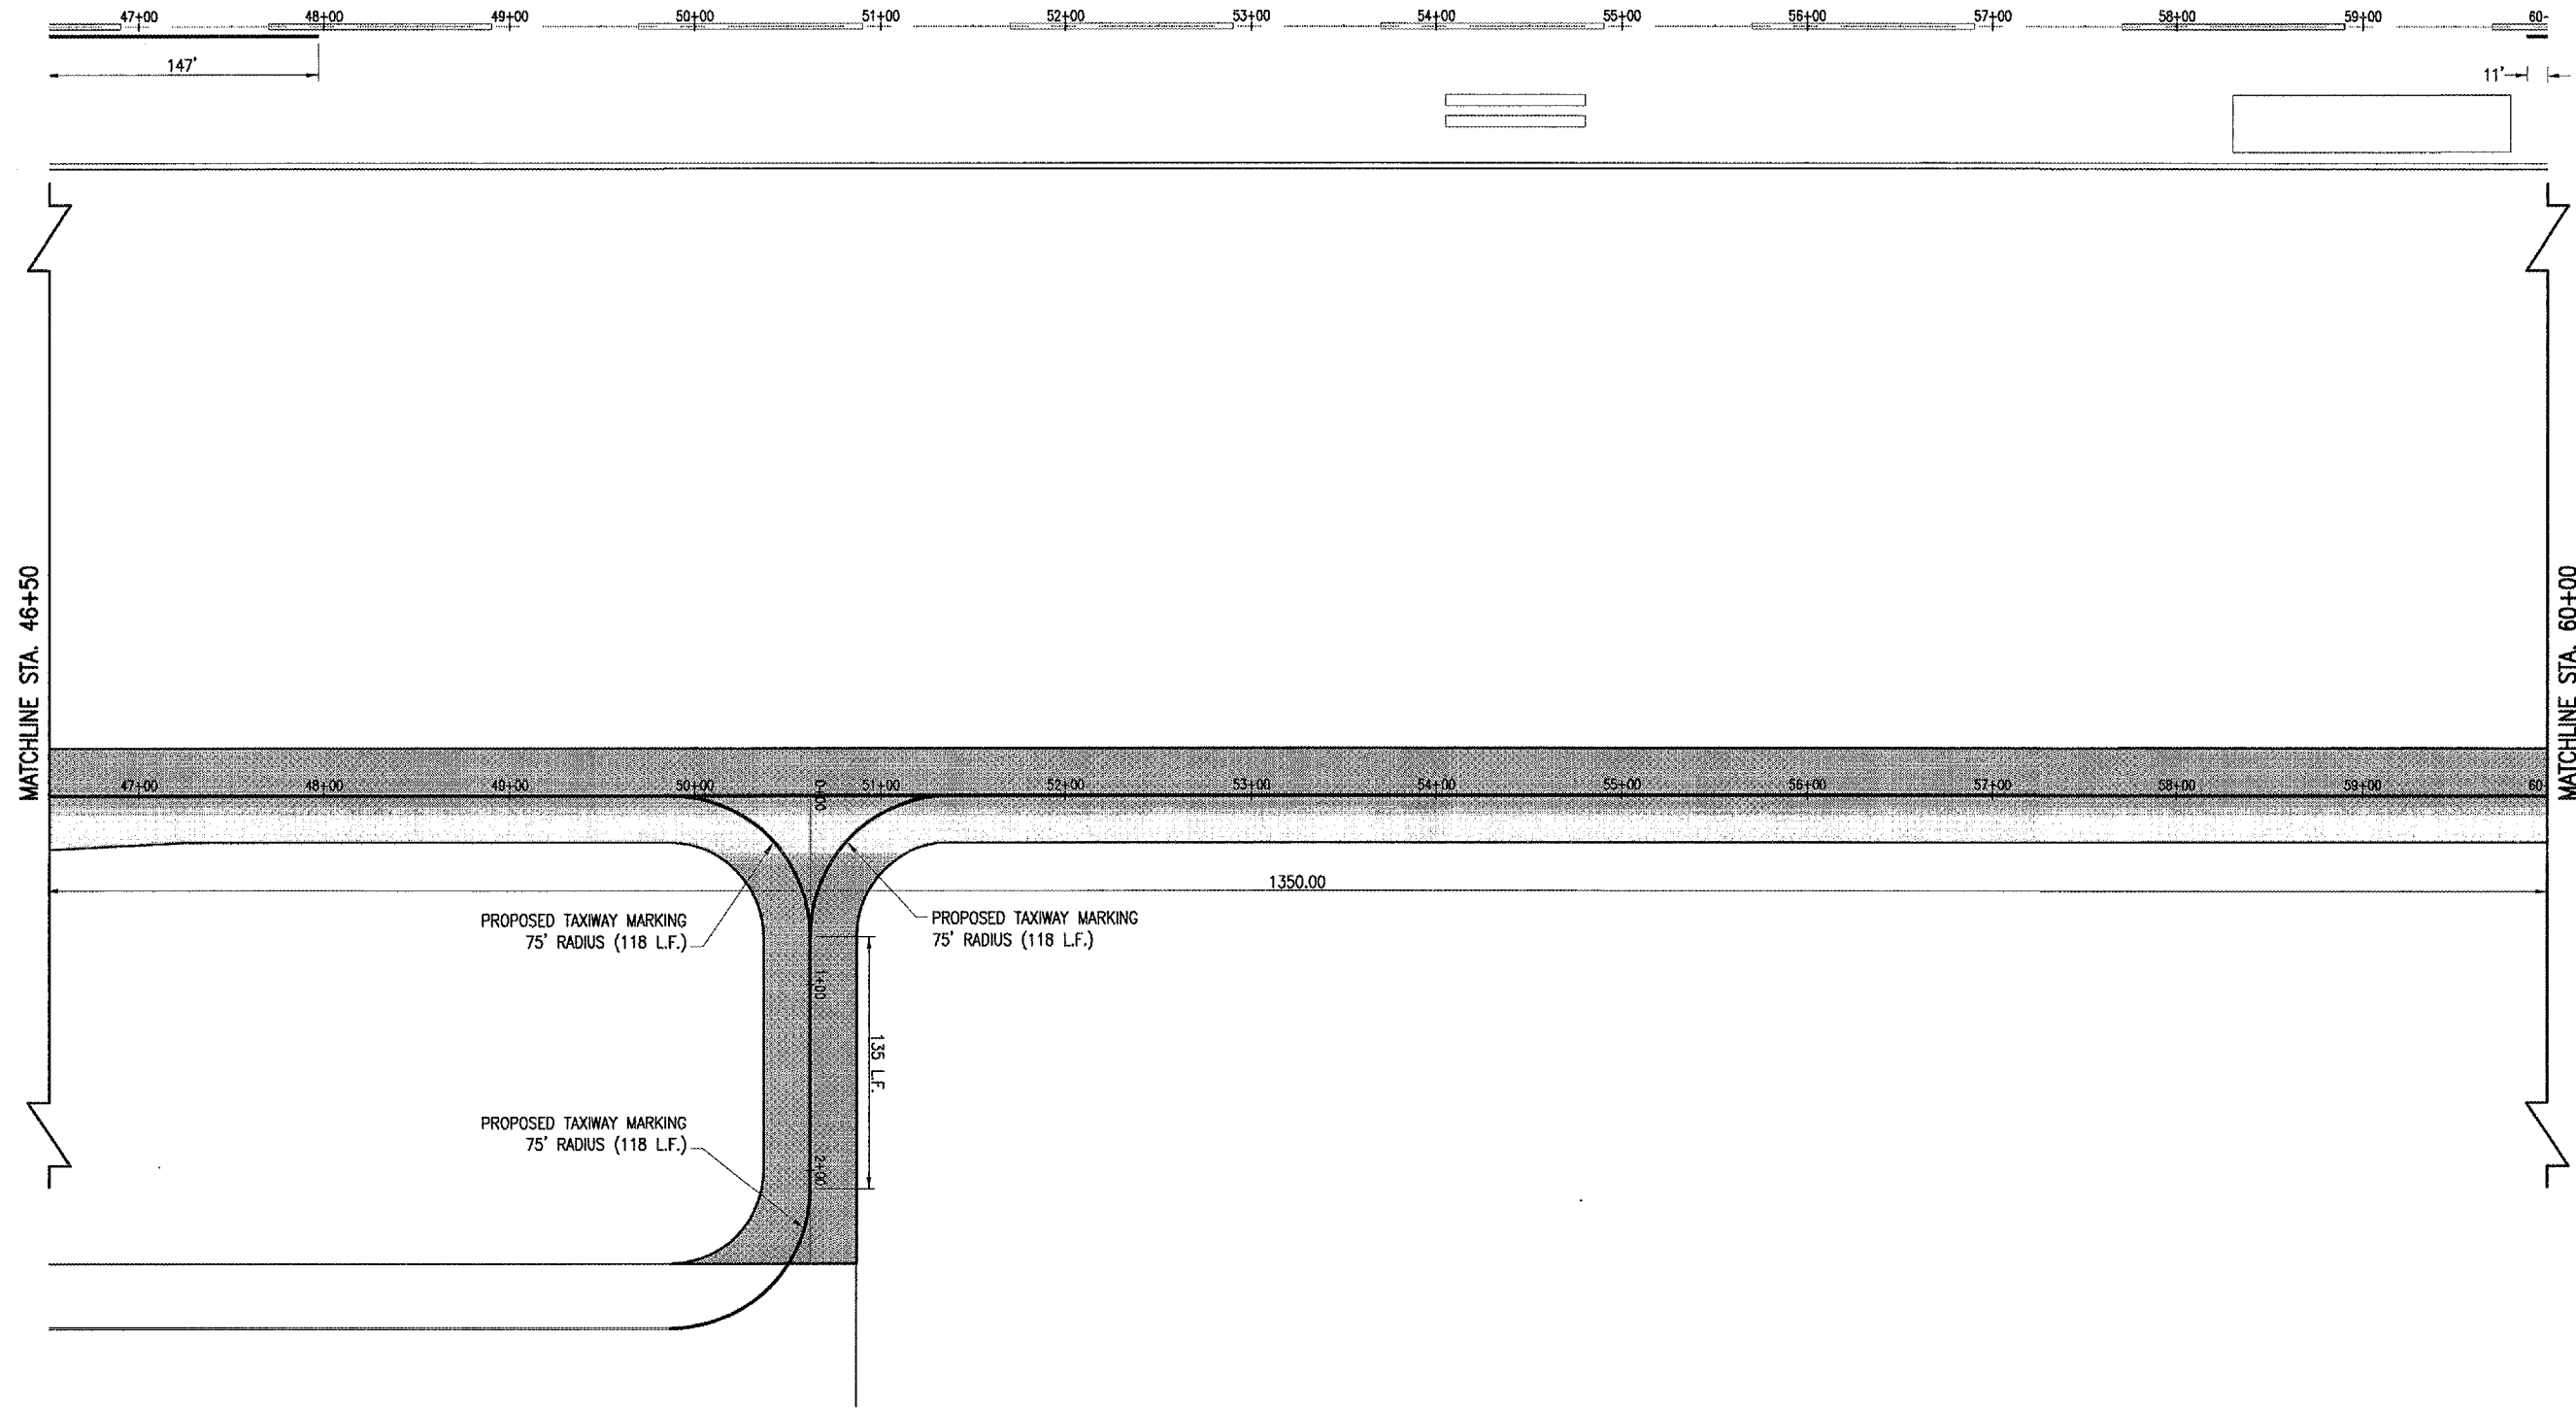 47+00 48+00 49+00 50+00 51+00 52+00 53+00 54+00 55+00 56+00 57+00 58+00 59+00 60-
147'
11'
MATCHLINE STA. 46+50
MATCHLINE STA. 60+00
47+00 48+00 49+00 50+00 0+00 51+00 52+00 53+00 54+00 55+00 56+00 57+00 58+00 59+00 60
1350.00
PROPOSED TAXIWAY MARKING
75' RADIUS (118 L.F.)
PROPOSED TAXIWAY MARKING
75' RADIUS (118 L.F.)
1+00
135 L.F.
PROPOSED TAXIWAY MARKING
75' RADIUS (118 L.F.)
2+00